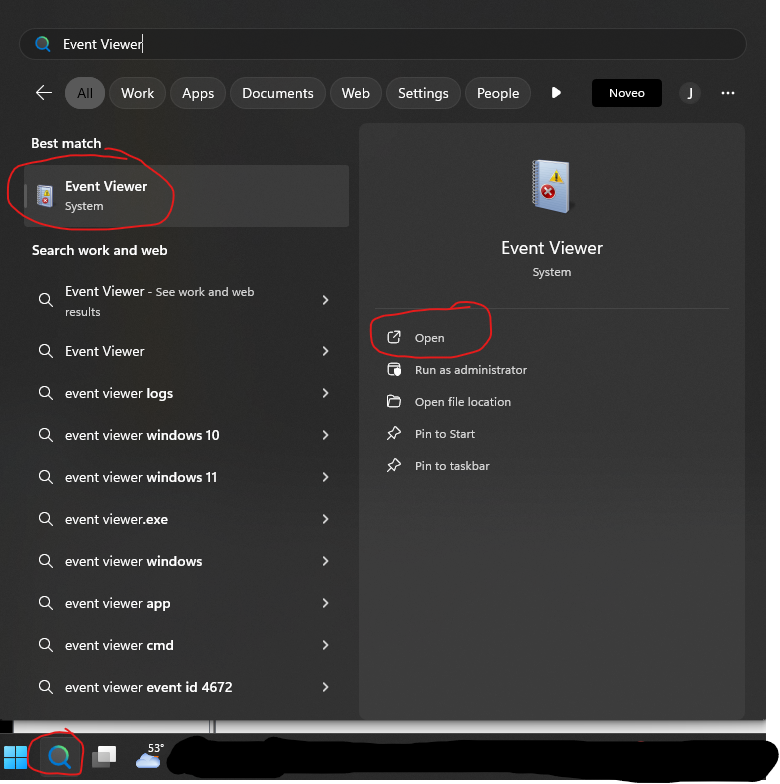 Event Viewer
All
Work
Apps
Documents
Web
Settings
People
Noveo
J
Best match
Event Viewer
System
Search work and web
Event Viewer - See work and web
results
Event Viewer
event viewer logs
event viewer windows 10
event viewer windows 11
event viewer.exe
event viewer windows
event viewer app
event viewer cmd
event viewer event id 4672
Event Viewer
System
Open
Run as administrator
Open file location
Pin to Start
Pin to taskbar
53°